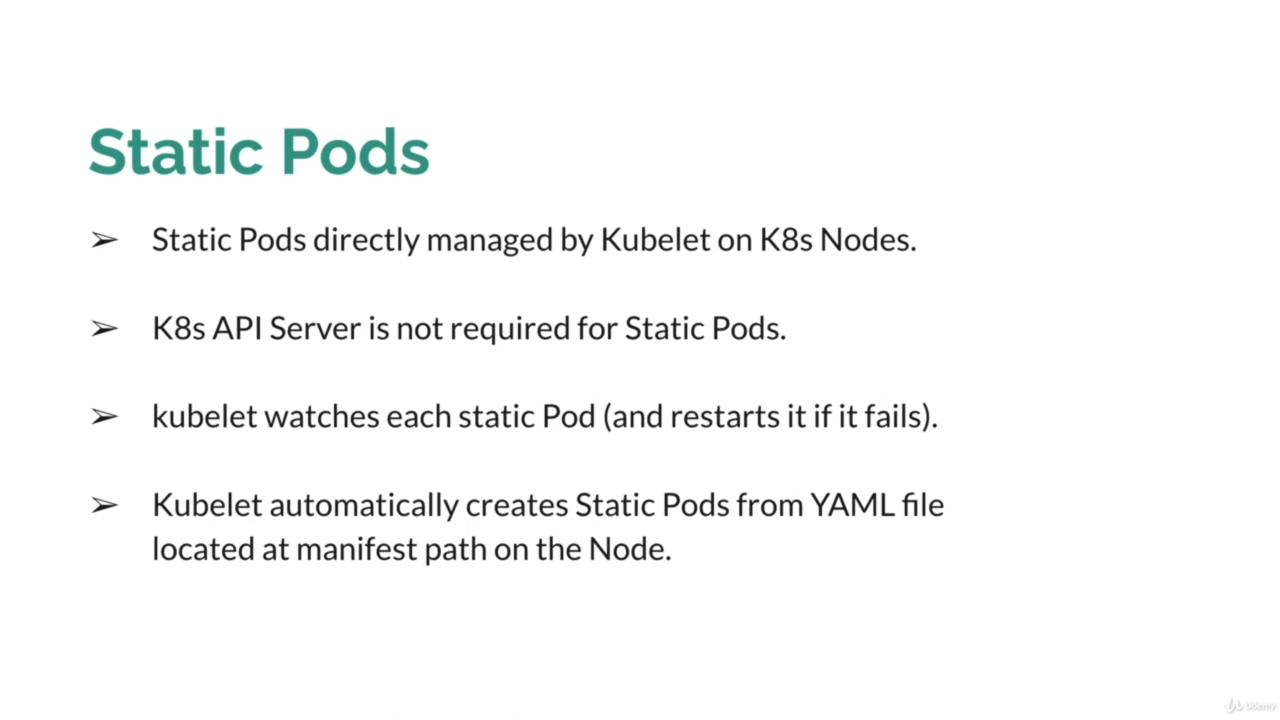 Static Pods
➢ Static Pods directly managed by Kubelet on K8s Nodes.
➢ K8s API Server is not required for Static Pods.
➢ kubelet watches each static Pod (and restarts it if it fails).
➢ Kubelet automatically creates Static Pods from YAML file
located at manifest path on the Node.
Udemy